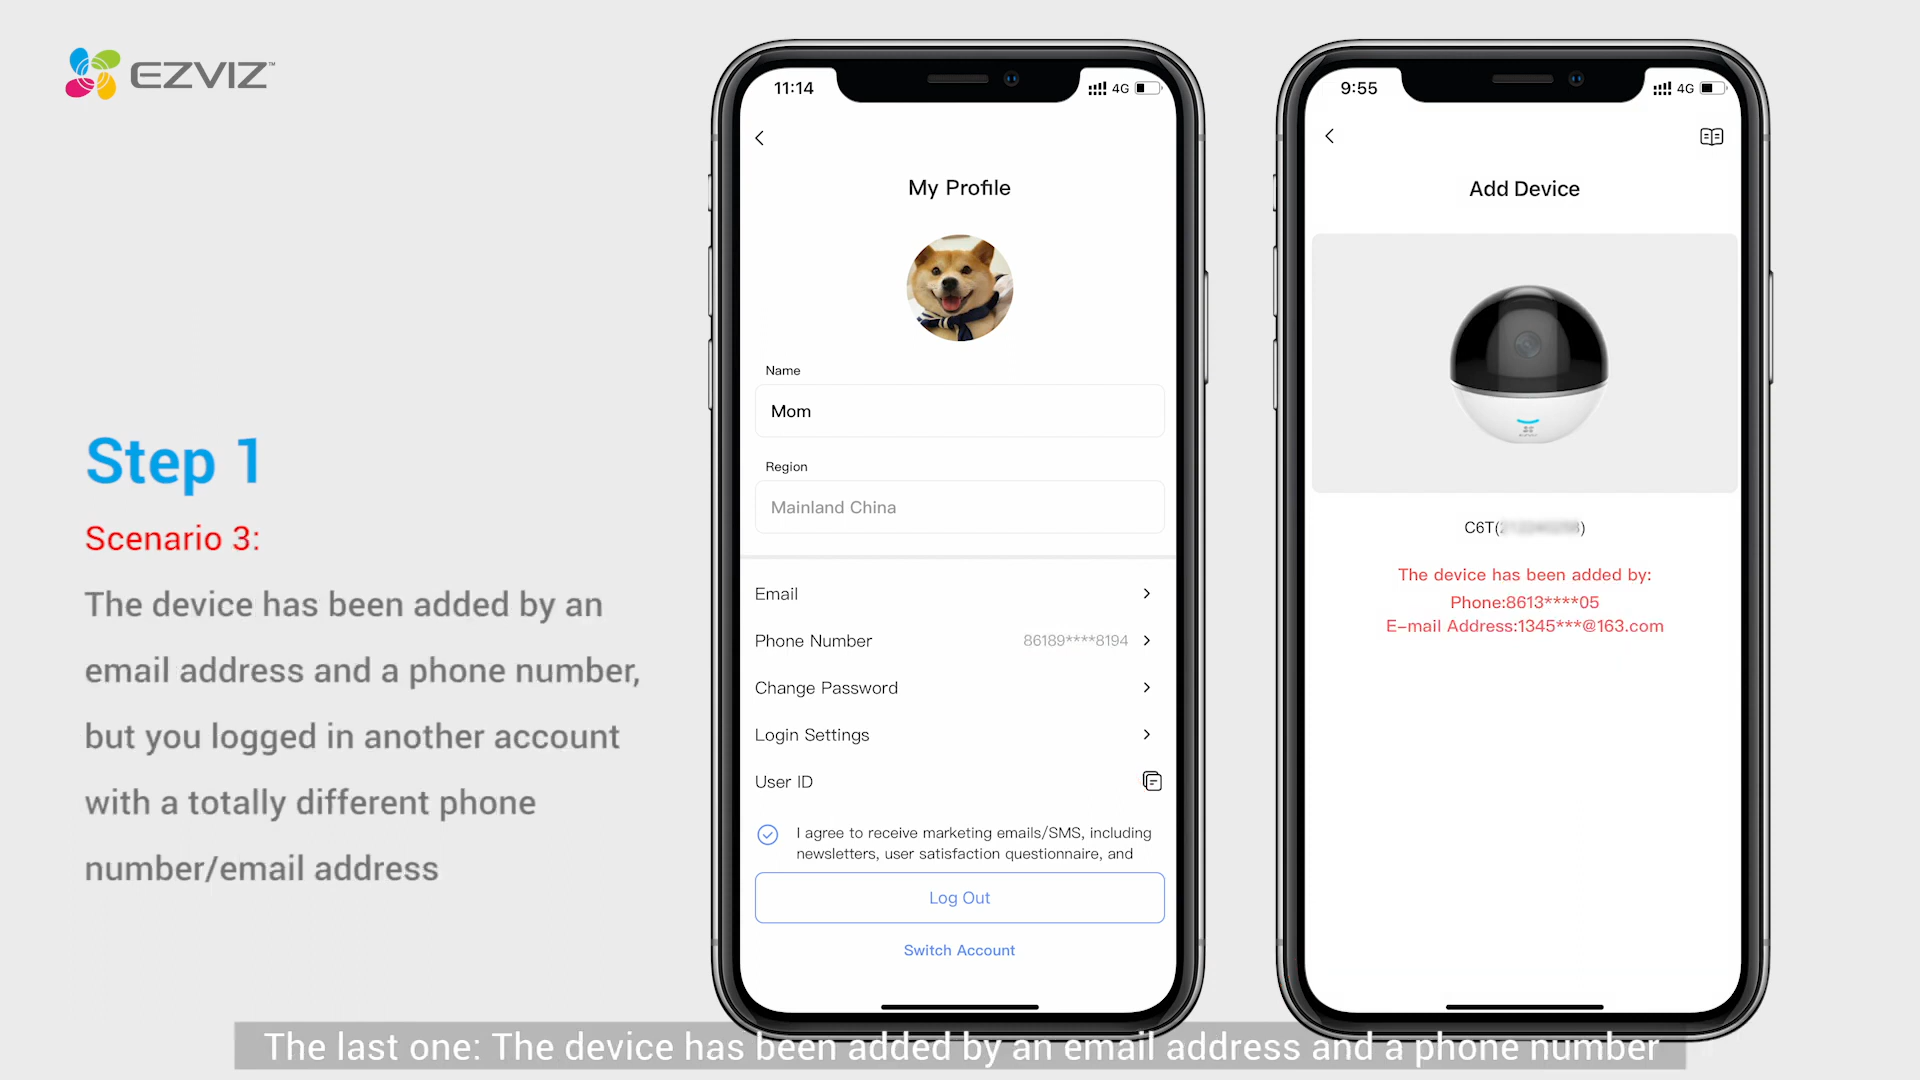 EZVIZ™
Step 1
Scenario 3:
The device has been added by an
email address and a phone number,
but you logged in another account
with a totally different phone
number/email address
11:14
4G
My Profile
Name
Mom
Region
Mainland China
Email
Phone Number 86189****8194
Change Password
Login Settings
User ID
I agree to receive marketing emails/SMS, including
newsletters, user satisfaction questionnaire, and
Log Out
Switch Account
9:55
4G
Add Device
C6T( )
The device has been added by:
Phone:8613****05
E-mail Address:1345***@163.com
The last one: The device has been added by an email address and a phone number